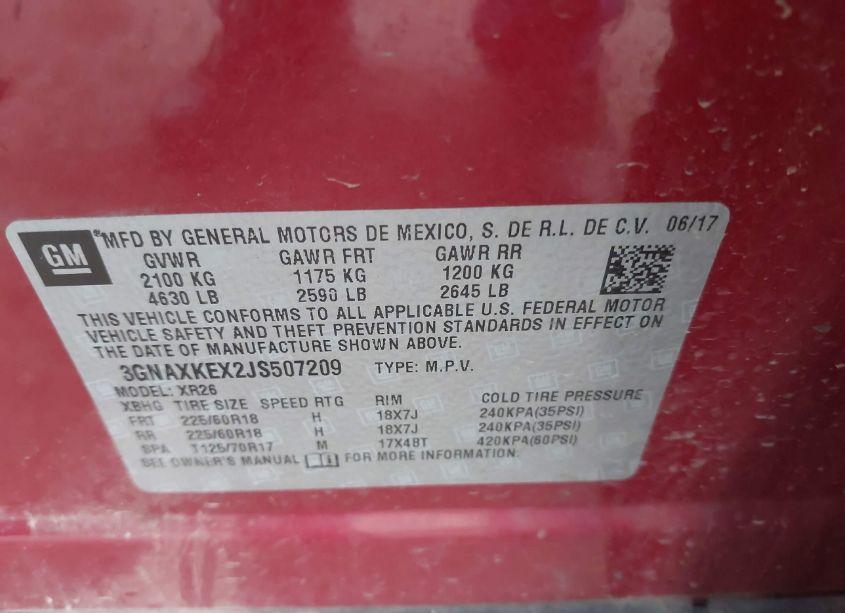 GM
®MFD BY GENERAL MOTORS DE MEXICO, S. DE R.L. DE C.V. 06/17
GVWR GAWR FRT GAWR RR
2100 KG 1175 KG 1200 KG
4630 LB 2590 LB 2645 LB
THIS VEHICLE CONFORMS TO ALL APPLICABLE U.S. FEDERAL MOTOR
VEHICLE SAFETY AND THEFT PREVENTION STANDARDS IN EFFECT ON
THE DATE OF MANUFACTURE SHOWN ABOVE.
3GNAXKEX2JS507209 TYPE: M.P.V.
MODEL: XR26
XBHG TIRE SIZE SPEED RTG RIM COLD TIRE PRESSURE
FRT 225/60R18 H 18X7J 240KPA(35PSI)
RR 225/60R18 H 18X7J 240KPA(35PSI)
SPA T125/70R17 M 17X4BT 420KPA(60PSI)
SEE OWNER'S MANUAL FOR MORE INFORMATION.